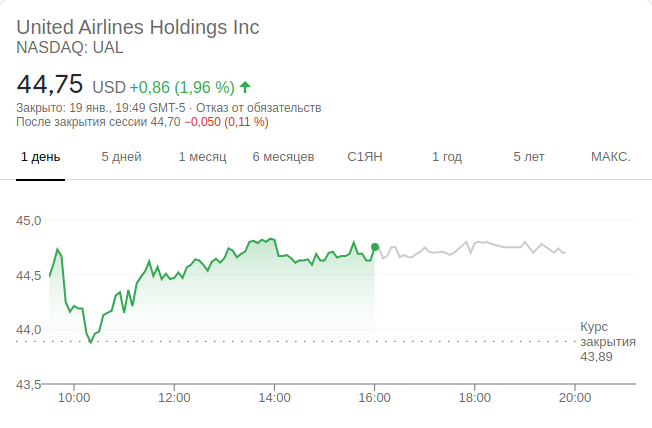 United Airlines Holdings Inc
NASDAQ: UAL
44,75 USD +0,86 (1,96 %)
Закрыто: 19 янв., 19:49 GMT-5 · Отказ от обязательств
После закрытия сессии 44,70 −0,050 (0,11 %)
1 день 5 дней 1 месяц 6 месяцев С1ЯН 1 год 5 лет МАКС.
45,0
44,5
44,0
Курс
закрытия
43,89
43,5
10:00 12:00 14:00 16:00 18:00 20:00